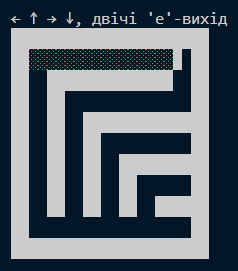 ← ↑ → ↓, двічі 'e'-вихід